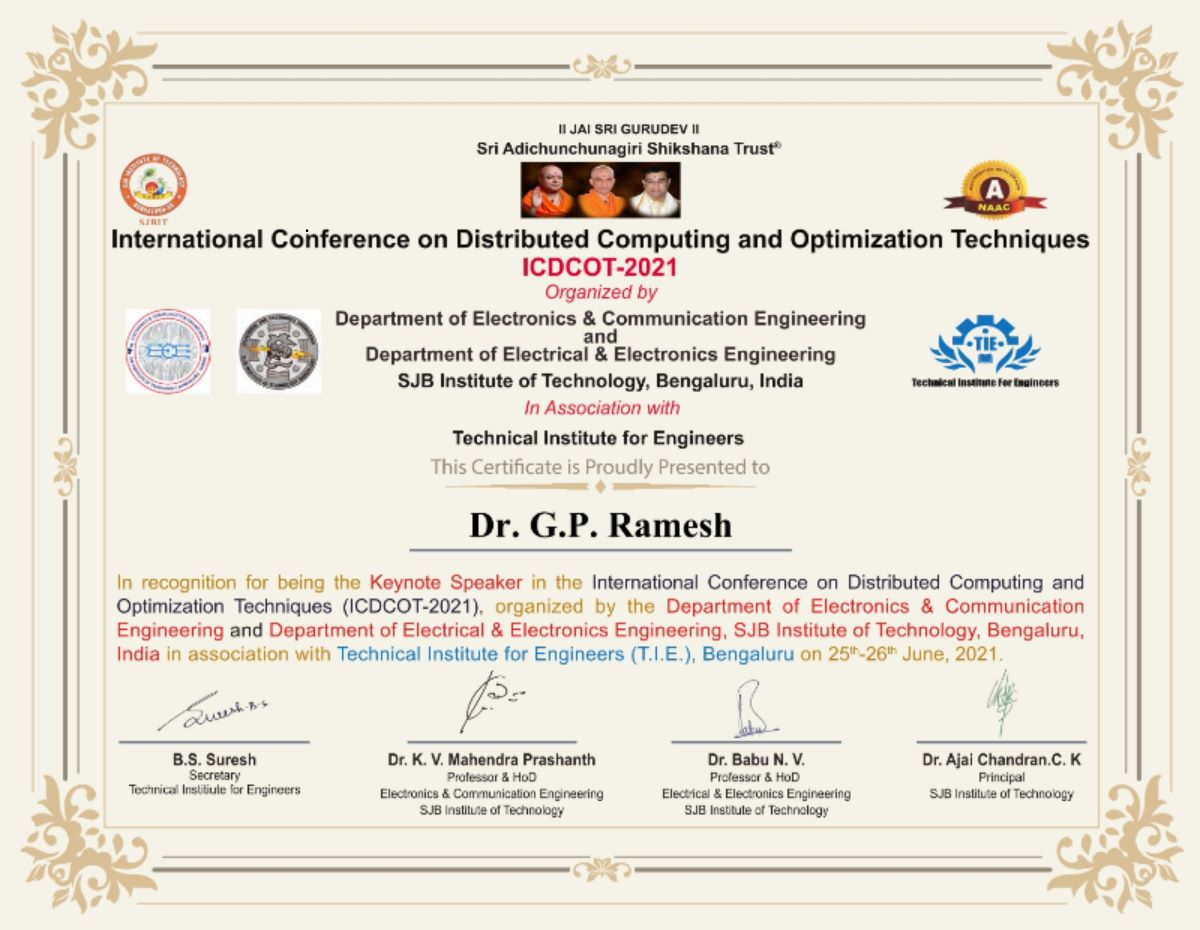 II JAI SRI GURUDEV II
Sri Adichunchunagiri Shikshana Trust®
SJBIT
A
NAAC
International Conference on Distributed Computing and Optimization Techniques
ICDCOT-2021
Organized by
Department of Electronics & Communication Engineering
and
Department of Electrical & Electronics Engineering
SJB Institute of Technology, Bengaluru, India
ECE
TIE
Technical Institute For Engineers
In Association with
Technical Institute for Engineers
This Certificate is Proudly Presented to
Dr. G.P. Ramesh
In recognition for being the Keynote Speaker in the International Conference on Distributed Computing and
Optimization Techniques (ICDCOT-2021), organized by the Department of Electronics & Communication
Engineering and Department of Electrical & Electronics Engineering, SJB Institute of Technology, Bengaluru,
India in association with Technical Institute for Engineers (T.I.E.), Bengaluru on 25th-26th June, 2021.
Suresh.B.S
B.S. Suresh
Secretary
Technical Instiiute for Engineers
Dr. K. V. Mahendra Prashanth
Professor & HoD
Electronics & Communication Engineering
SJB Institute of Technology
Dr. Babu N. V.
Professor & HoD
Electrical & Electronics Engineering
SJB Institute of Technology
Dr. Ajai Chandran.C. K
Principal
SJB Institute of Technology